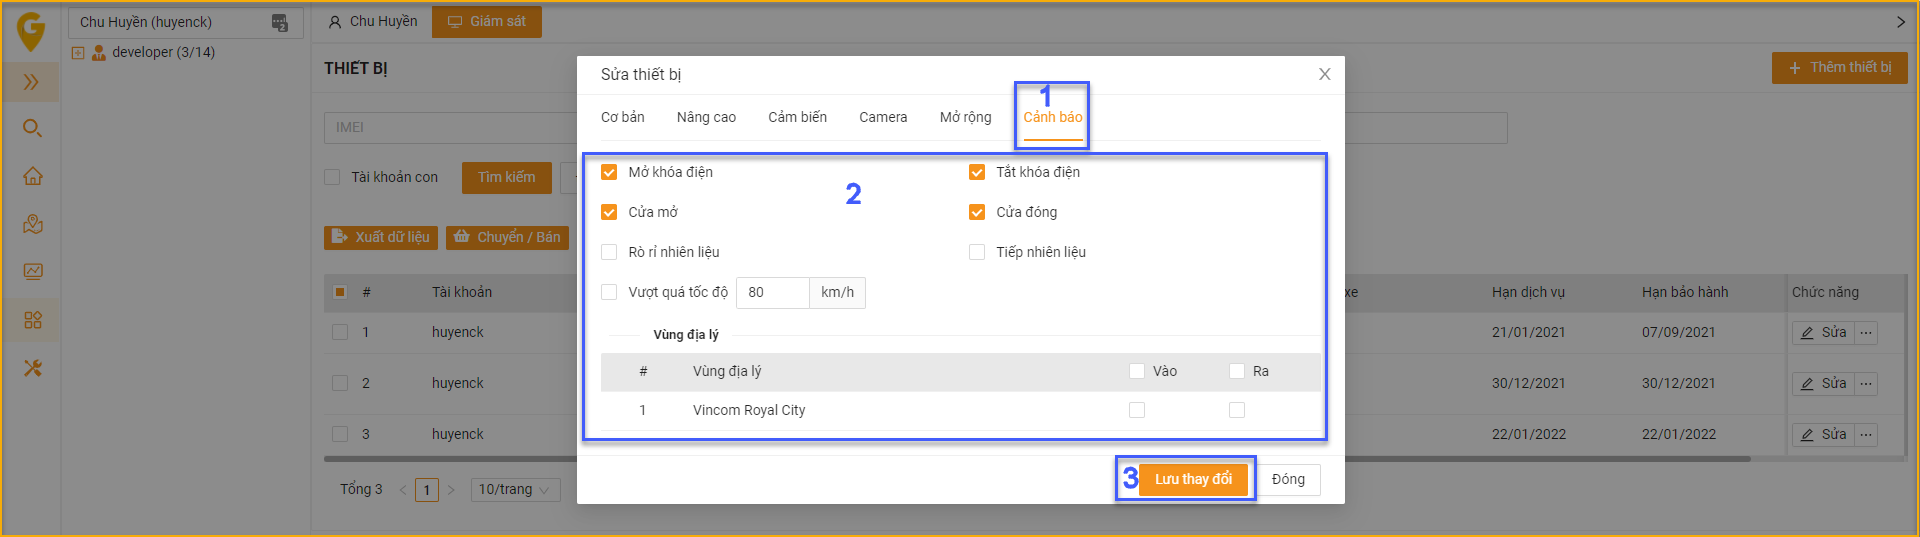 Chu Huyền (huyenck)
2
developer (3/14)
Chu Huyền
Giám sát
THIẾT BỊ
Thêm thiết bị
IMEI
Tài khoản con
Tìm kiếm
Xuất dữ liệu
Chuyển / Bán
# Tài khoản xe Hạn dịch vụ Hạn bảo hành Chức năng
1 huyenck 21/01/2021 07/09/2021 Sửa ...
2 huyenck 30/12/2021 30/12/2021 Sửa ...
3 huyenck 22/01/2022 22/01/2022 Sửa ...
Tổng 3 < 1 > 10/trang
Sửa thiết bị X
1
Cơ bản Nâng cao Cảm biến Camera Mở rộng Cảnh báo
2
Mở khóa điện Tắt khóa điện
Cửa mở Cửa đóng
Rò rỉ nhiên liệu Tiếp nhiên liệu
Vượt quá tốc độ 80 km/h
Vùng địa lý
# Vùng địa lý Vào Ra
1 Vincom Royal City
3 Lưu thay đổi Đóng